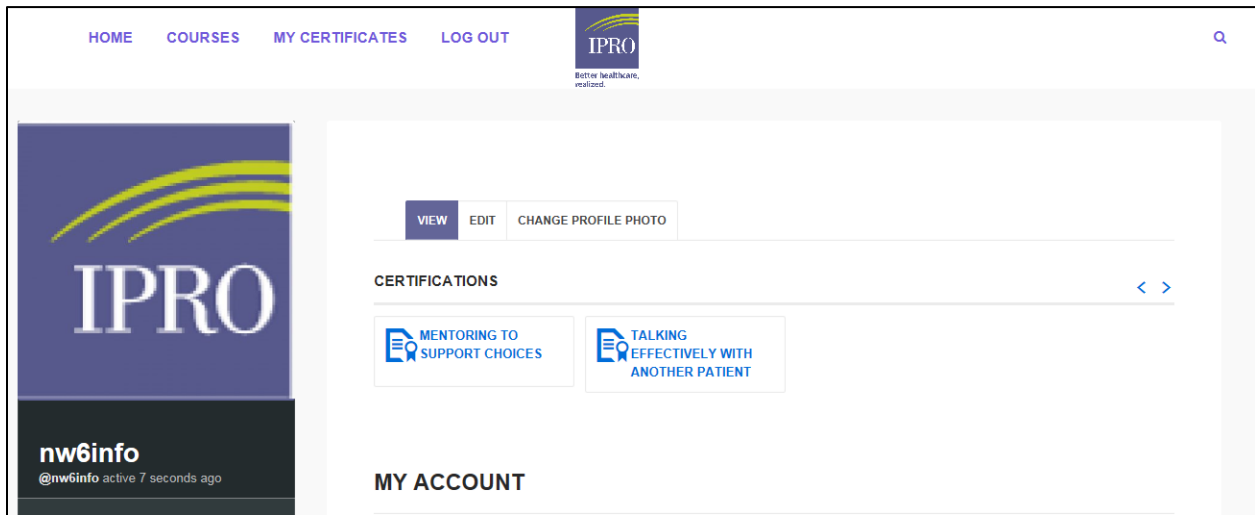 HOME COURSES MY CERTIFICATES LOG OUT
IPRO
Better healthcare,
realized.
IPRO
VIEW EDIT CHANGE PROFILE PHOTO
CERTIFICATIONS
MENTORING TO
SUPPORT CHOICES
TALKING
EFFECTIVELY WITH
ANOTHER PATIENT
nw6info
@nw6info active 7 seconds ago
MY ACCOUNT